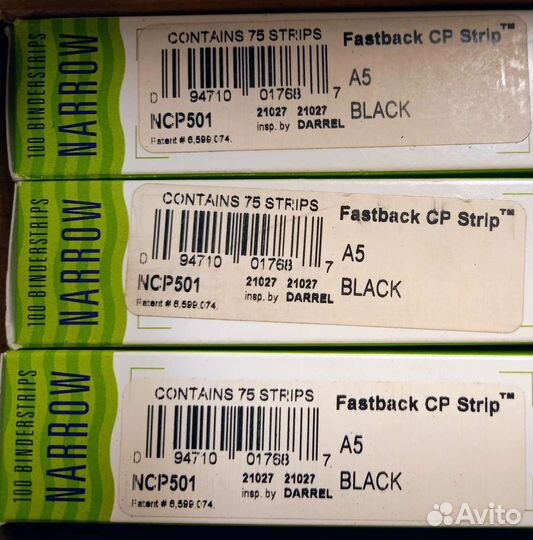 100 BINDERSTRIPS
NARROW
CONTAINS 75 STRIPS
Fastback CP Strip™
A5
BLACK
0 94710 01768 7
NCP501
21027 21027
insp. by DARREL
Patent # 6,599,074.
100 BINDERSTRIPS
NARROW
CONTAINS 75 STRIPS
Fastback CP Strip™
A5
BLACK
0 94710 01768 7
NCP501
21027 21027
insp. by DARREL
Patent # 6,599,074.
100 BINDERSTRIPS
NARROW
CONTAINS 75 STRIPS
Fastback CP Strip™
A5
BLACK
0 94710 01768 7
NCP501
21027 21027
insp. by DARREL
Patent # 6,599,074.
Avito